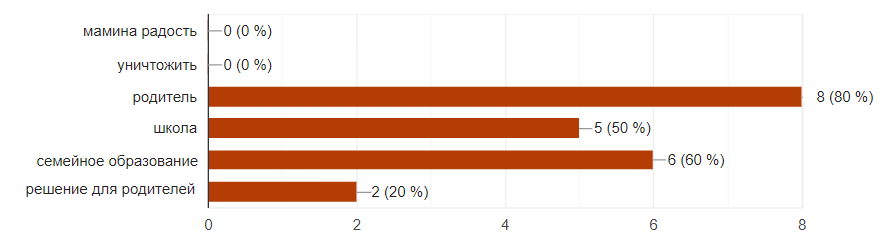 мамина радость 0 (0 %)
уничтожить 0 (0 %)
родитель 8 (80 %)
школа 5 (50 %)
семейное образование 6 (60 %)
решение для родителей 2 (20 %)
0 2 4 6 8